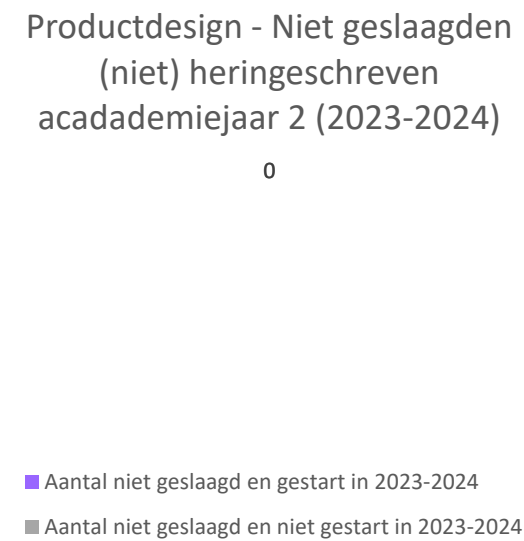 Productdesign - Niet geslaagden
(niet) heringeschreven
acadademiejaar 2 (2023-2024)
0
Aantal niet geslaagd en gestart in 2023-2024
Aantal niet geslaagd en niet gestart in 2023-2024